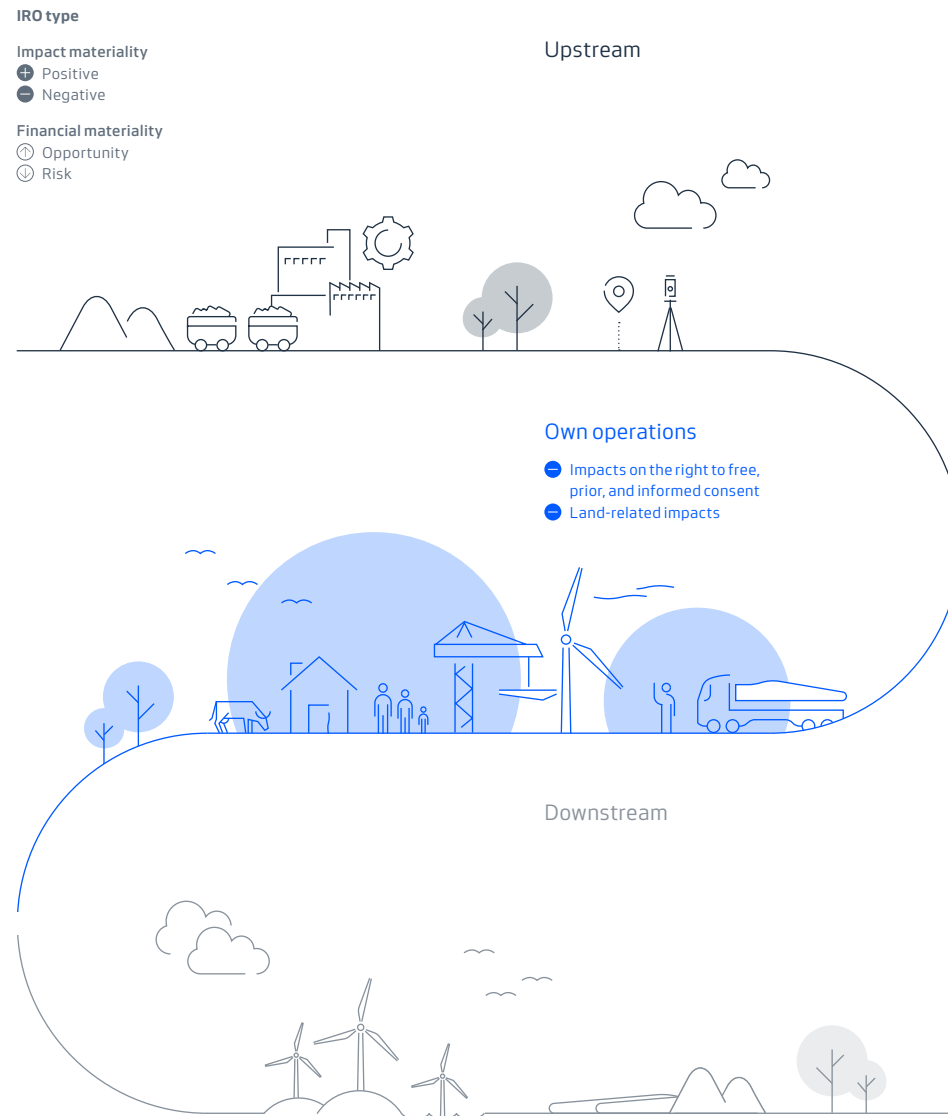 IRO type
Impact materiality
Positive
Negative
Financial materiality
Opportunity
Risk
Upstream
Own operations
Impacts on the right to free,
prior, and informed consent
Land-related impacts
Downstream